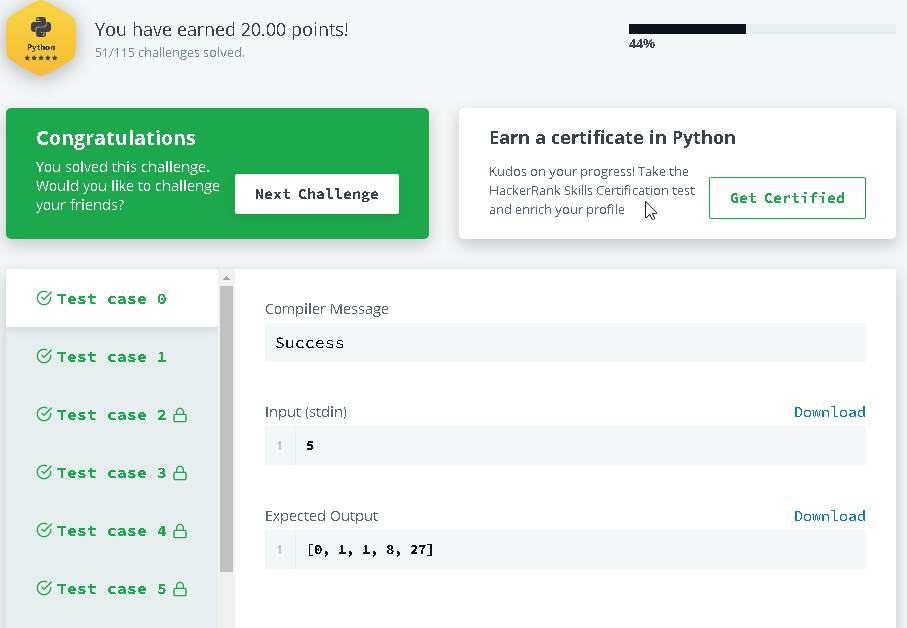 Python
You have earned 20.00 points!
51/115 challenges solved.
44%
Congratulations
You solved this challenge.
Would you like to challenge
your friends?
Next Challenge
Earn a certificate in Python
Kudos on your progress! Take the
HackerRank Skills Certification test
and enrich your profile
Get Certified
Test case 0
Test case 1
Test case 2
Test case 3
Test case 4
Test case 5
Compiler Message
Success
Input (stdin)
Download
1 5
Expected Output
Download
1 [0, 1, 1, 8, 27]